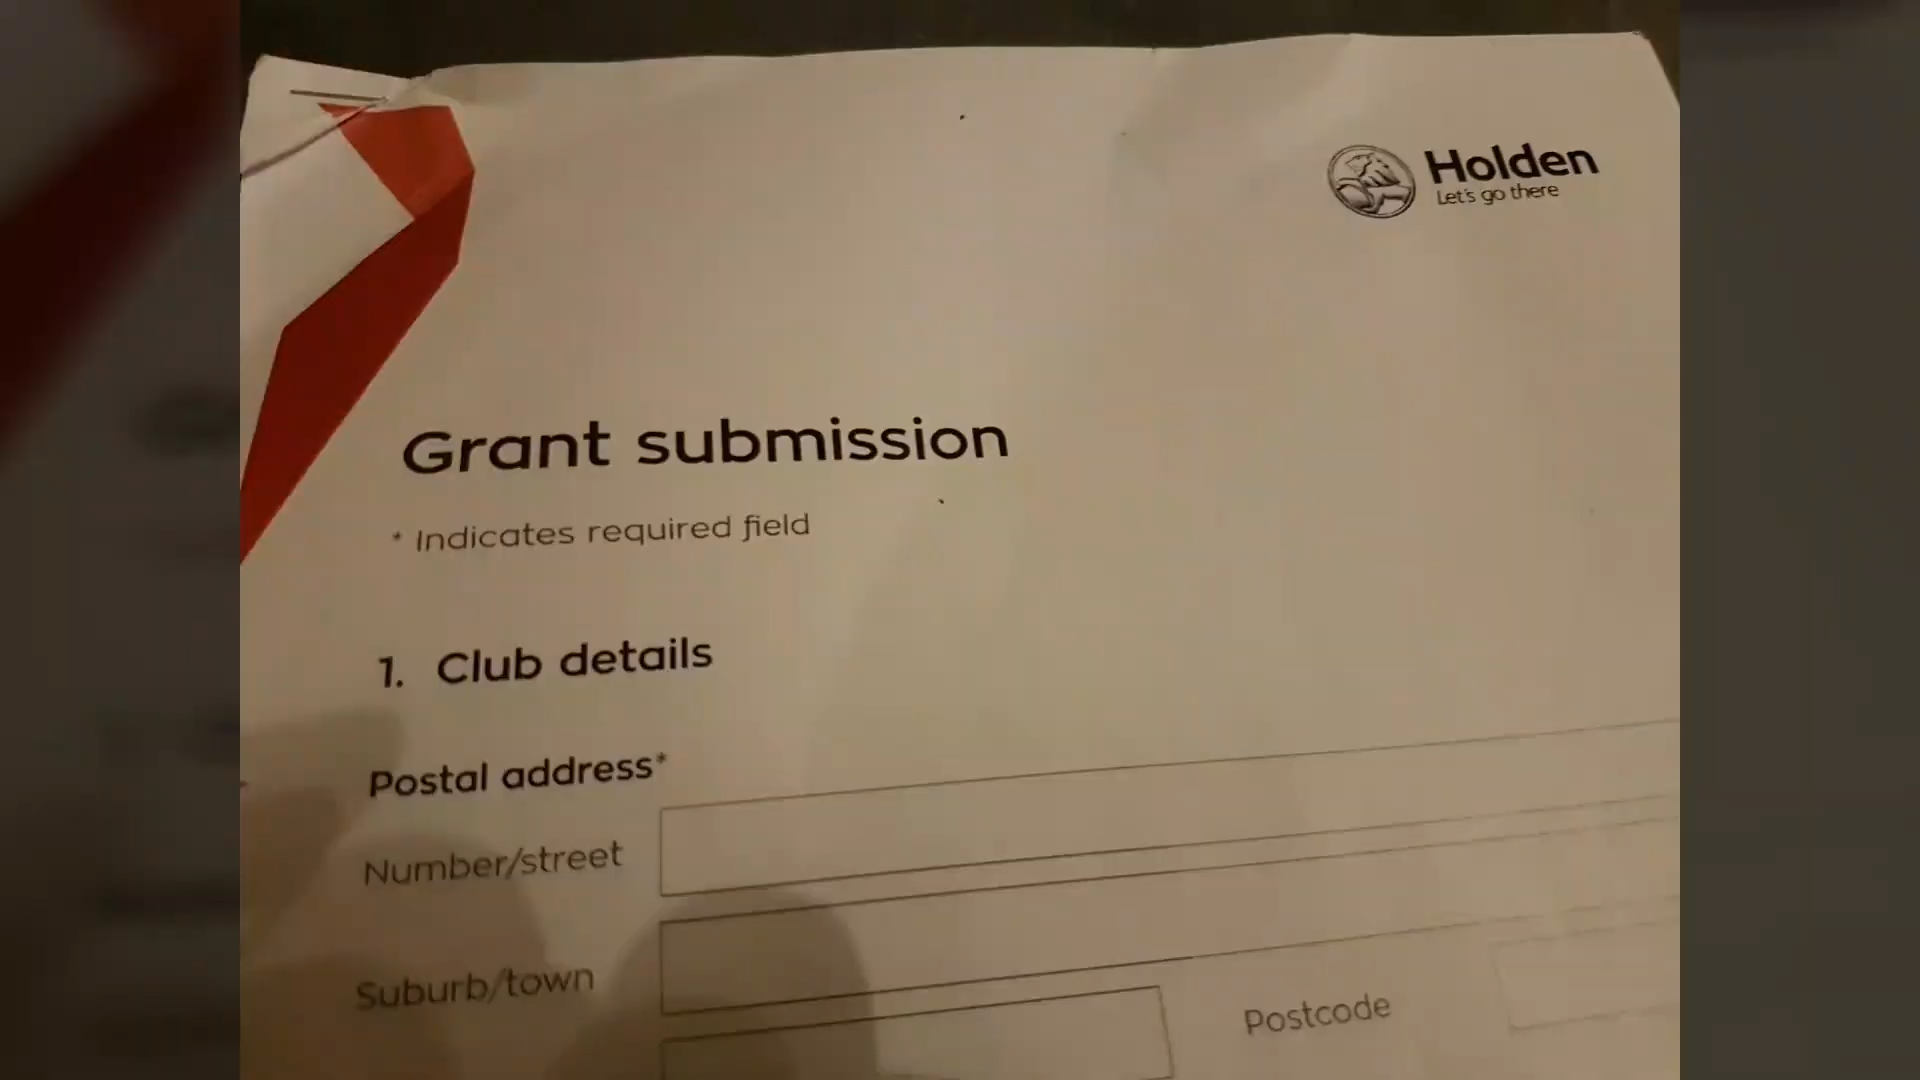 Holden
Let's go there
Grant submission
* Indicates required field
1. Club details
Postal address*
Number/street
Suburb/town
Postcode